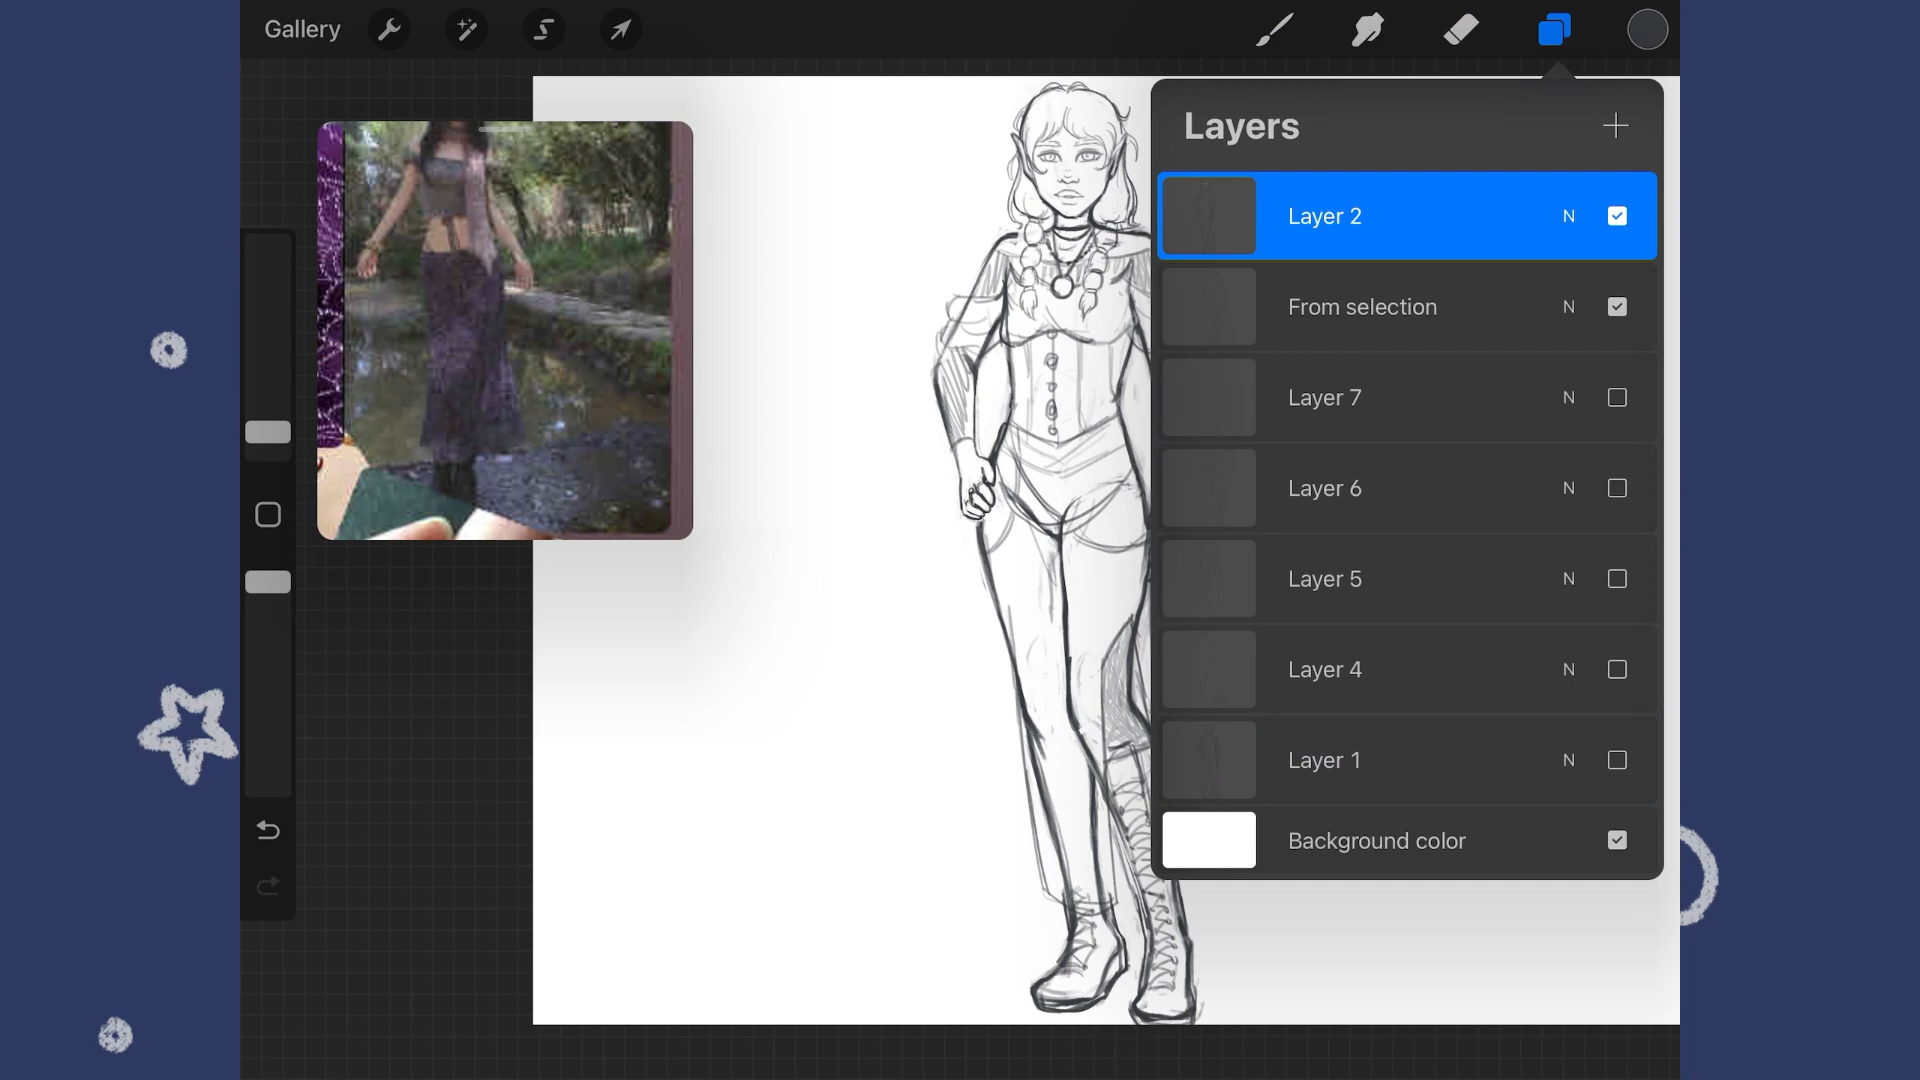 Gallery
Layers
Layer 2 N
From selection N
Layer 7 N
Layer 6 N
Layer 5 N
Layer 4 N
Layer 1 N
Background color